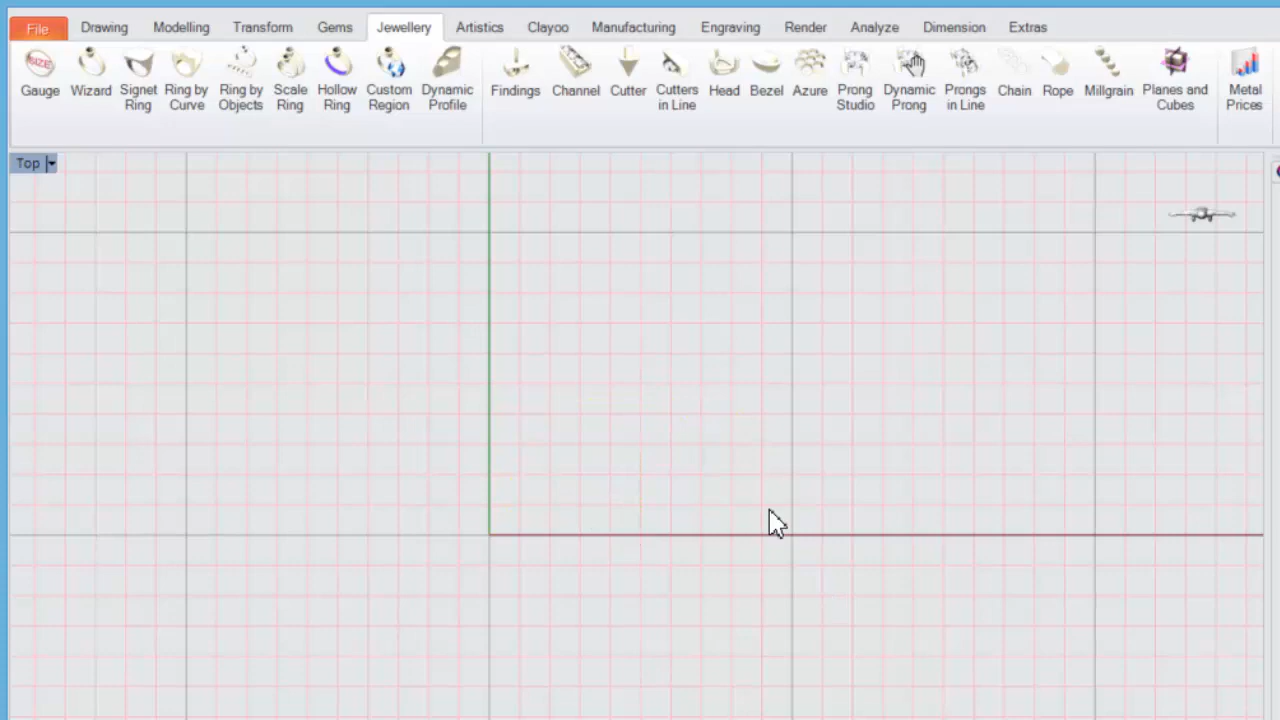 File Drawing Modelling Transform Gems Jewellery Artistics Clayoo Manufacturing Engraving Render Analyze Dimension Extras
SIZE
Gauge Wizard Signet Ring by Ring by Scale Hollow Custom Dynamic Findings Channel Cutter Cutters Head Bezel Azure Prong Dynamic Prongs Chain Rope Millgrain Planes and Metal
Ring Curve Objects Ring Ring Region Profile in Line Studio Prong in Line Cubes Prices
Top